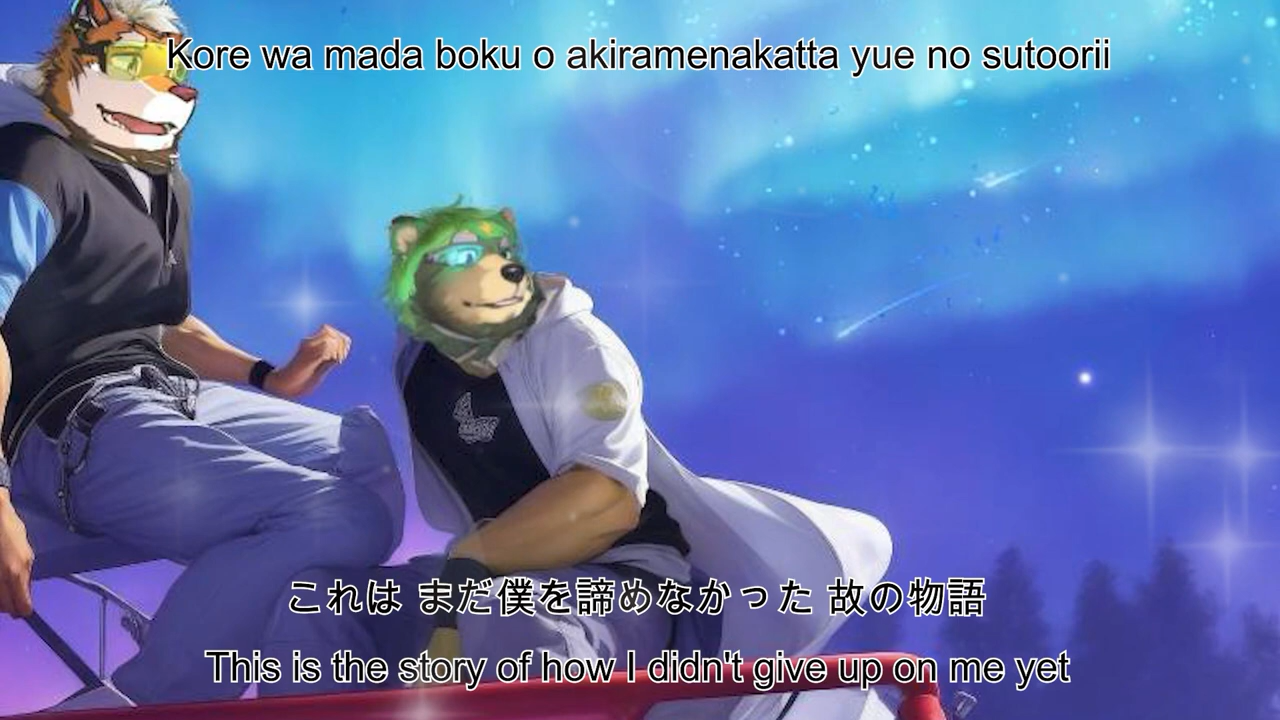 Kore wa mada boku o akiramenakatta yue no sutoorii
これは まだ僕を諦めなかった 故の物語
This is the story of how I didn't give up on me yet